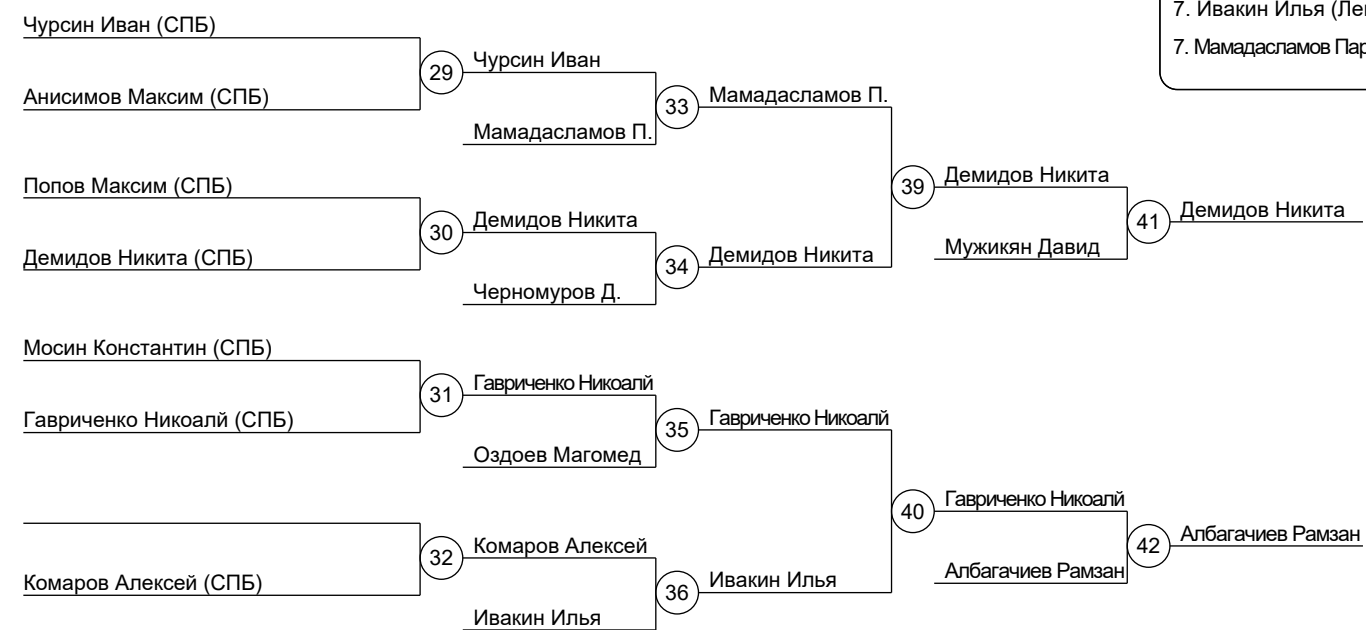 7. Ивакин Илья
Чурсин Иван (СПБ)
29
Чурсин Иван
7. Мамадасламов
Анисимов Максим (СПБ)
33
Мамадасламов П.
Мамадасламов П.
Попов Максим (СПБ)
39
Демидов Никита
30
Демидов Никита
41
Демидов Никита
Демидов Никита (СПБ)
34
Демидов Никита
Мужикян Давид
Черномуров Д.
Мосин Константин (СПБ)
31
Гавриченко Никоалй
Гавриченко Никоалй (СПБ)
35
Гавриченко Никоалй
Оздоев Магомед
40
Гавриченко Никоалй
32
Комаров Алексей
42
Албагачиев Рамзан
Комаров Алексей (СПБ)
36
Ивакин Илья
Албагачиев Рамзан
Ивакин Илья